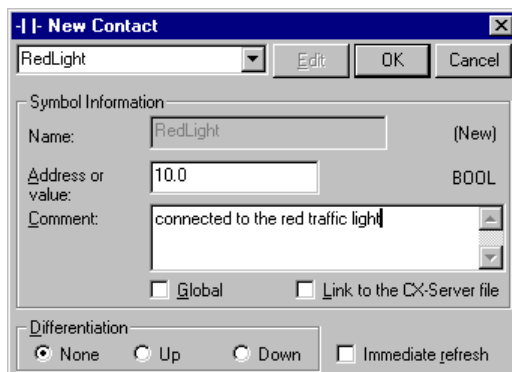 -| |- New Contact
RedLight Edit OK Cancel
Symbol Information
Name: RedLight (New)
Address or value: 10.0 BOOL
Comment: connected to the red traffic light
Global Link to the CX-Server file
Differentiation
None Up Down Immediate refresh